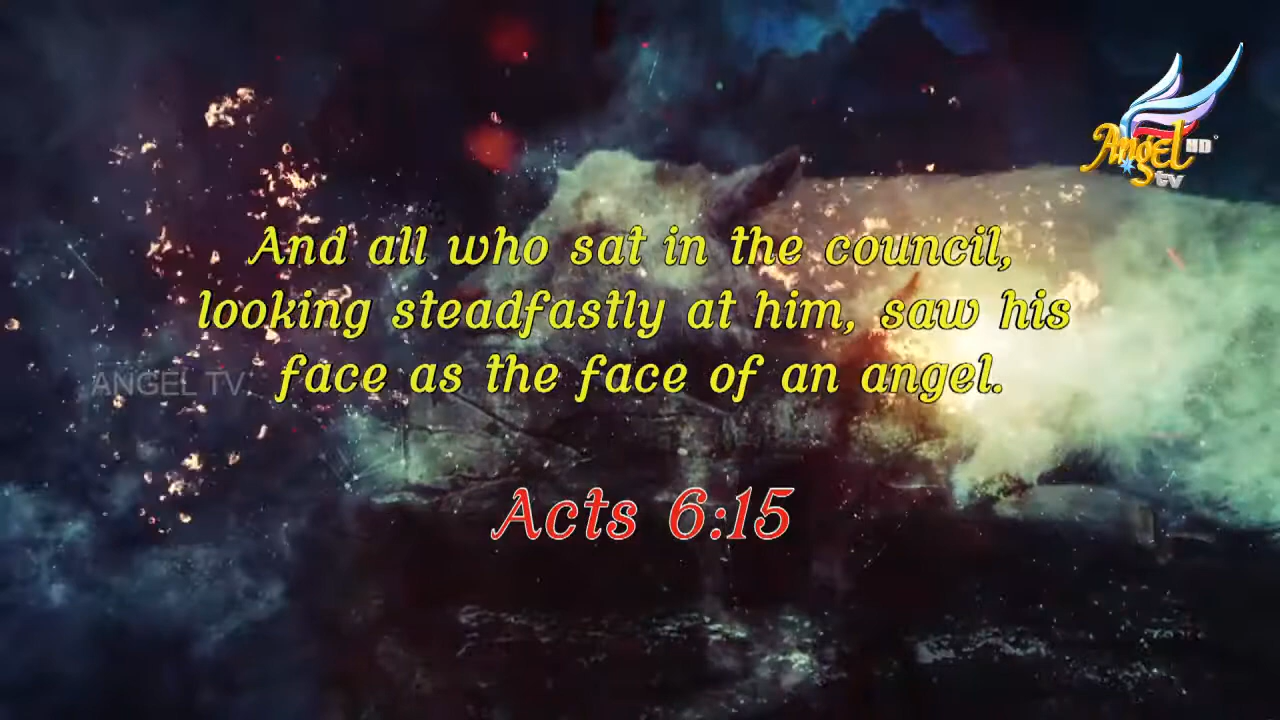 Angel HD
tv
And all who sat in the council,
looking steadfastly at him, saw his
face as the face of an angel.
ANGEL TV
Acts 6:15